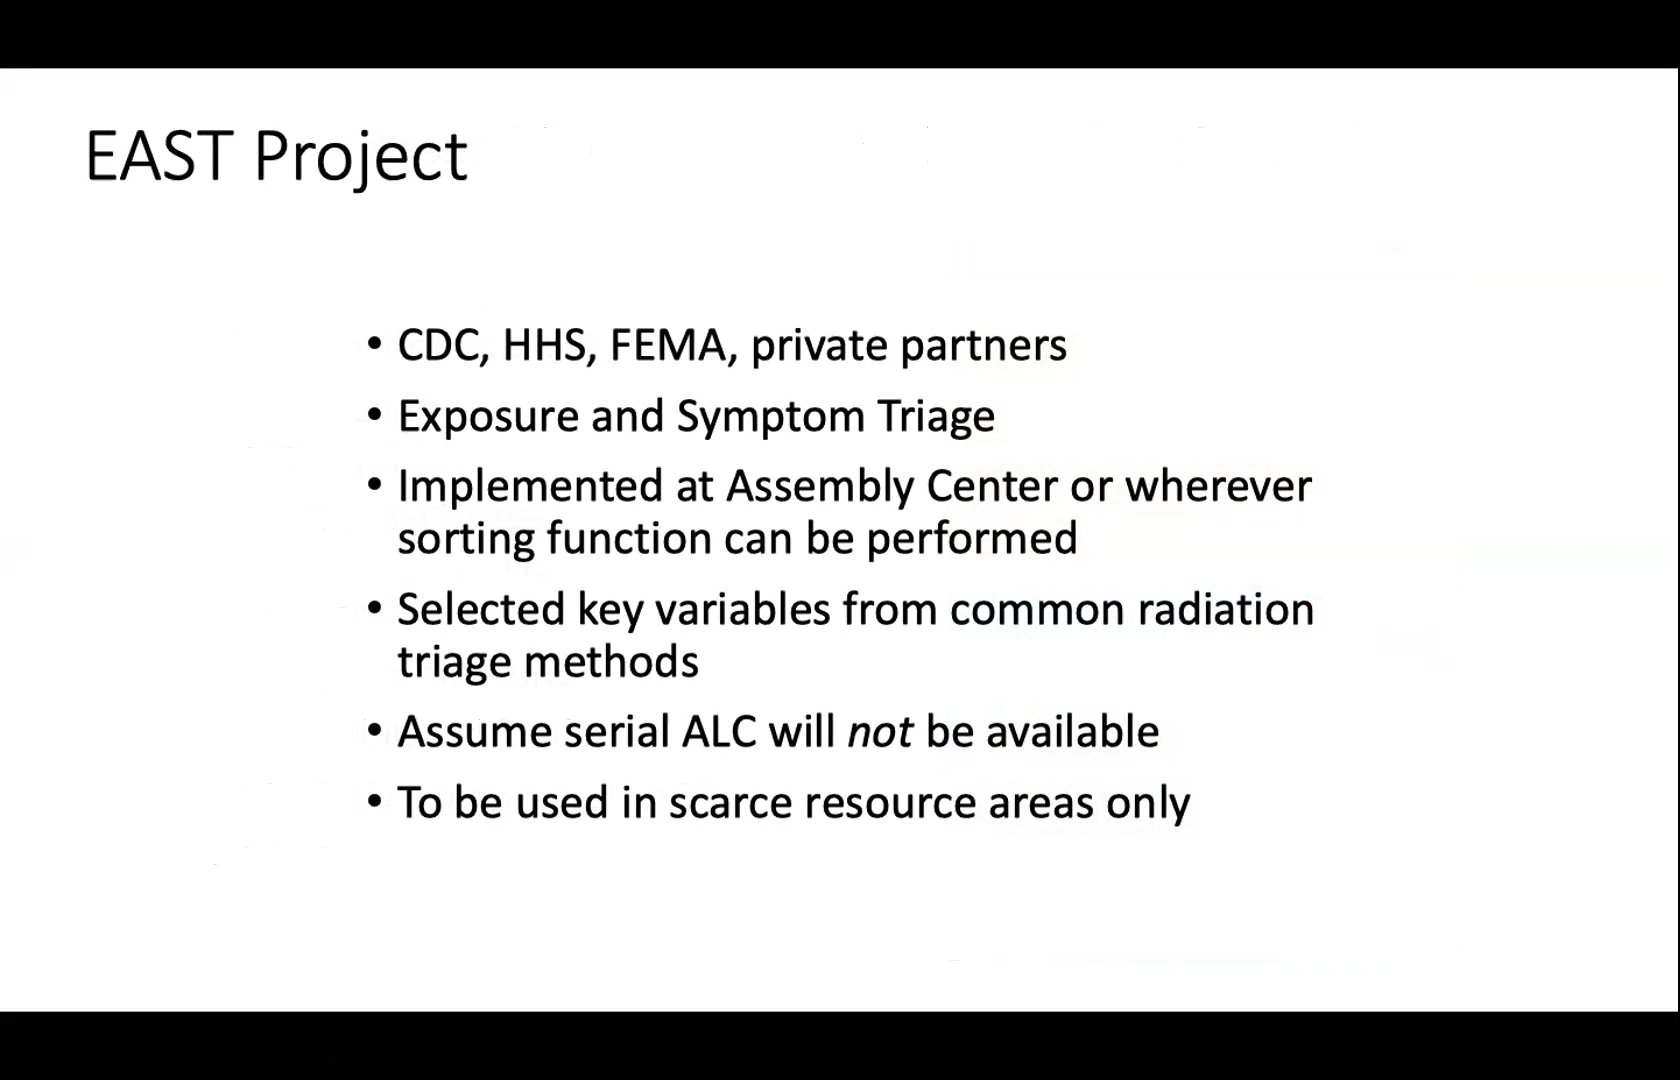 EAST Project
• CDC, HHS, FEMA, private partners
• Exposure and Symptom Triage
• Implemented at Assembly Center or wherever
sorting function can be performed
• Selected key variables from common radiation
triage methods
• Assume serial ALC will not be available
• To be used in scarce resource areas only